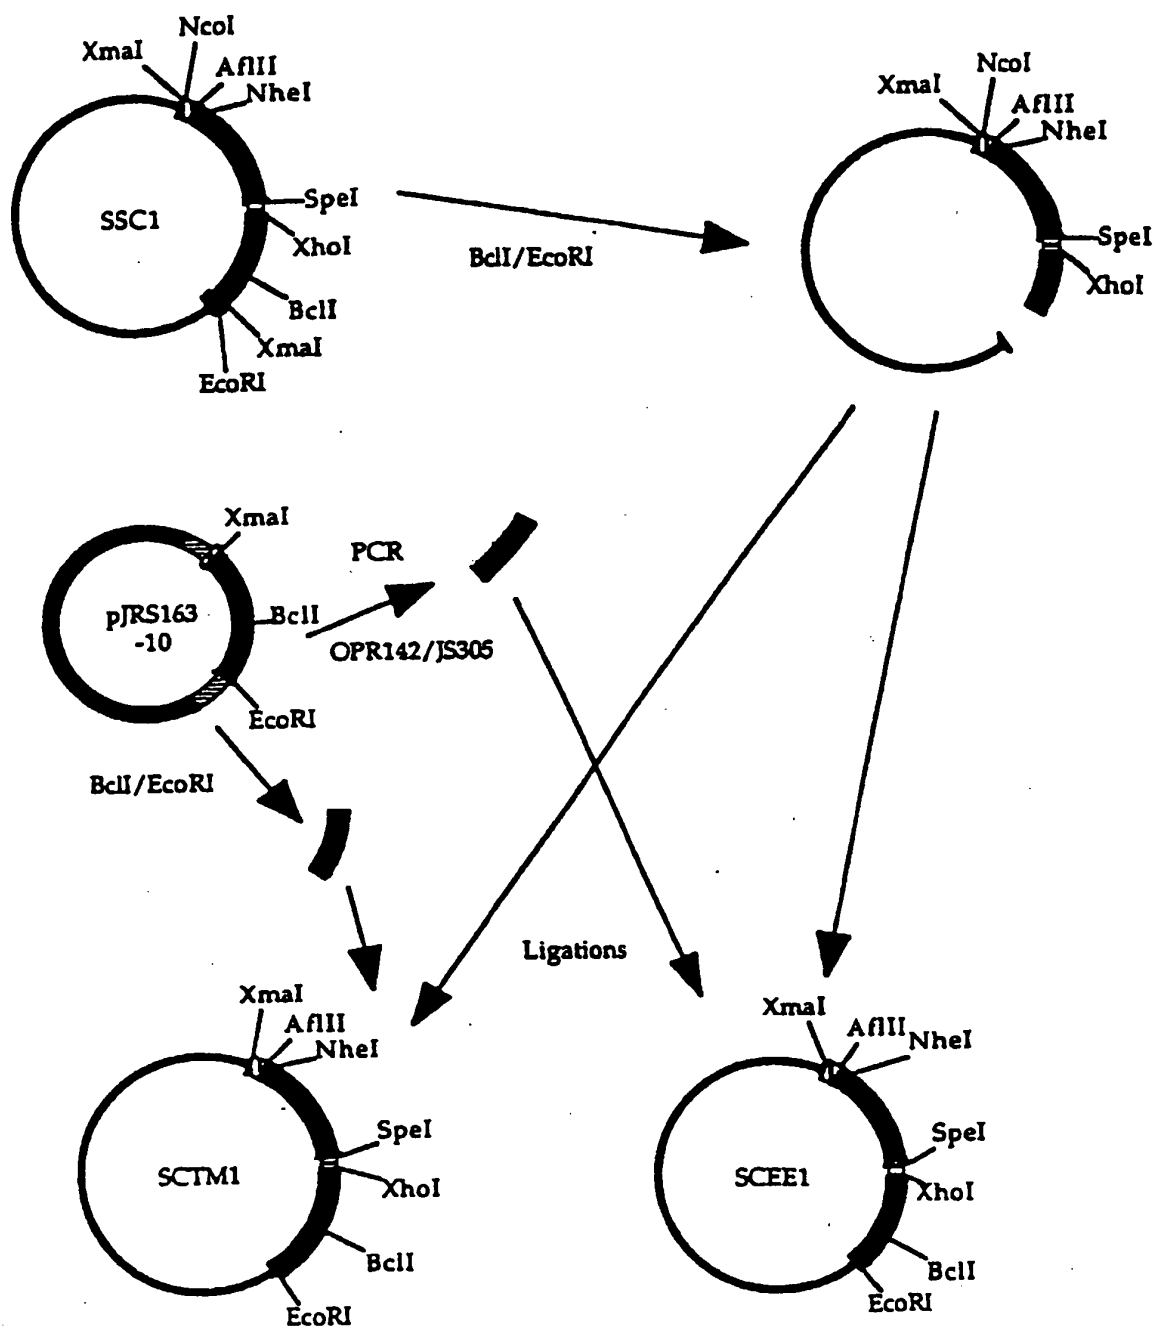 NcoI
XmaI
AflII
NheI
SpeI
SSC1
XhoI
BclI
XmaI
EcoRI
BclI/EcoRI
NcoI
XmaI
AflII
NheI
SpeI
XhoI
XmaI
PCR
pJRS163
-10
BclI
OPR142/JS305
EcoRI
BclI/EcoRI
Ligations
XmaI
AflII
NheI
SpeI
SCTM1
XhoI
BclI
EcoRI
XmaI
AflII
NheI
SpeI
SCEE1
XhoI
BclI
EcoRI